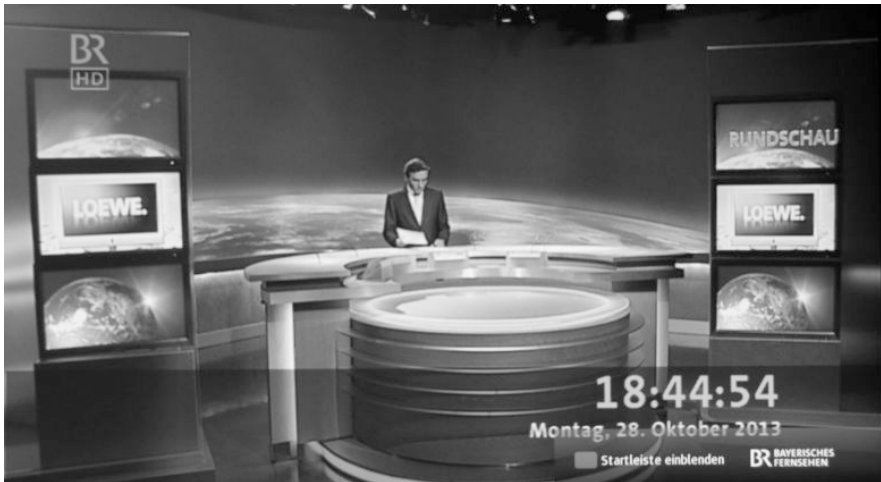 BR
HD
RUNDSCHAU
LOEWE.
LOEWE.
18:44:54
Montag, 28. Oktober 2013
Startleiste einblenden
BR BAYERISCHES
FERNSEHEN